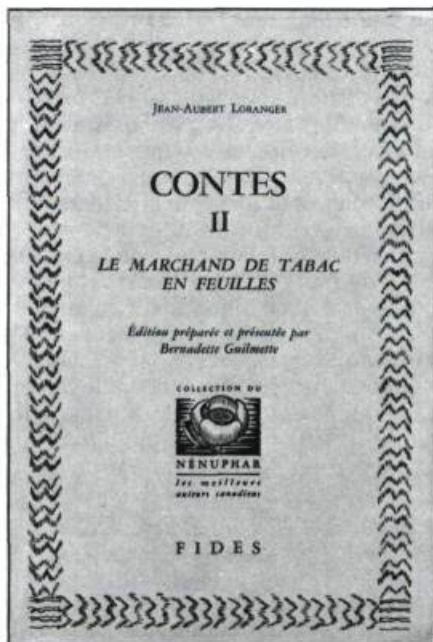 JEAN-AUBERT LORANGER
CONTES
II
LE MARCHAND DE TABAC
EN FEUILLES
Édition préparée et présentée par
Bernadette Guilmette
COLLECTION DU
NÉNUPHAR
les meilleurs
auteurs canadiens
FIDES